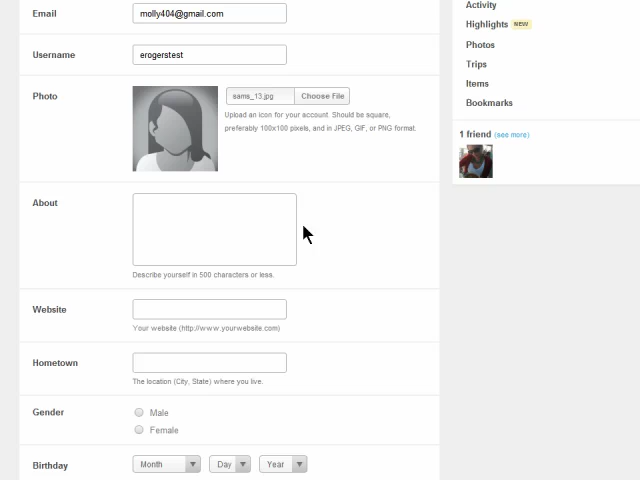 Email
molly404@gmail.com
Username
erogerstest
Photo
sams_13.jpg
Choose File
Upload an icon for your account. Should be square,
preferably 100x100 pixels, and in JPEG, GIF, or PNG format.
About
Describe yourself in 500 characters or less.
Website
Your website (http://www.yourwebsite.com)
Hometown
The location (City, State) where you live.
Gender
Male
Female
Birthday
Month
Day
Year
Activity
Highlights NEW
Photos
Trips
Items
Bookmarks
1 friend (see more)